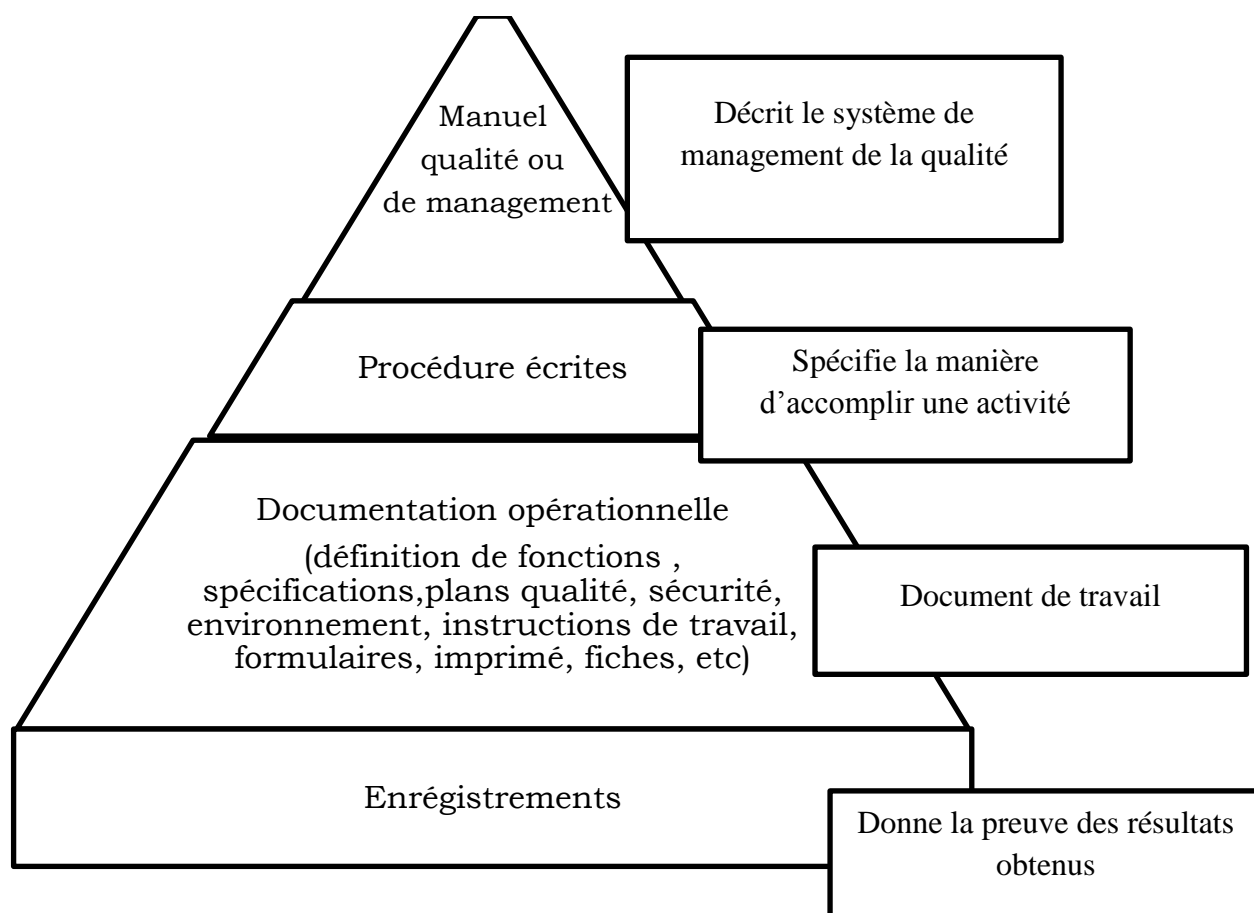 Manuel
qualité ou
de management
Décrit le système de
management de la qualité
Procédure écrites
Spécifie la manière
d’accomplir une activité
Documentation opérationnelle
(définition de fonctions ,
spécifications,plans qualité, sécurité,
environnement, instructions de travail,
formulaires, imprimé, fiches, etc)
Document de travail
Enrégistrements
Donne la preuve des résultats
obtenus